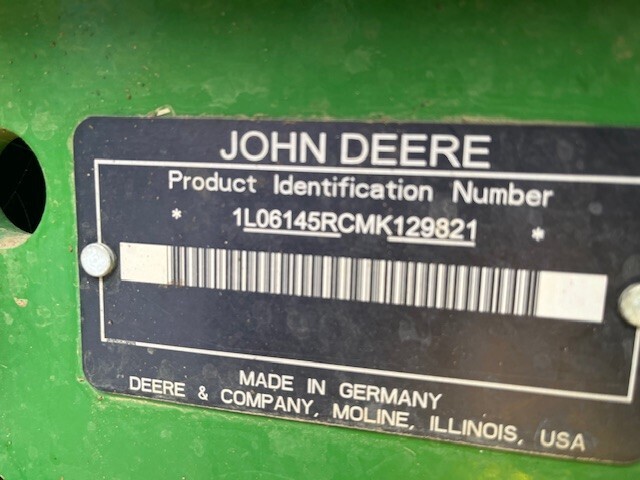 JOHN DEERE
Product Identification Number
* 1L06145RCMK129821 *
MADE IN GERMANY
DEERE & COMPANY, MOLINE, ILLINOIS, USA